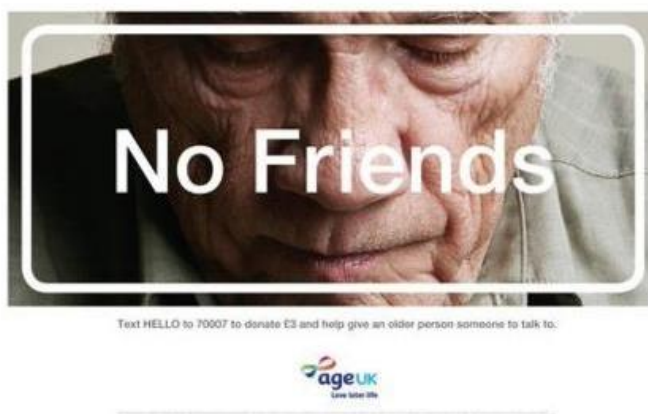 No Friends
Text HELLO to 70007 to donate £3 and help give an older person someone to talk to.
ageUK
Love later life